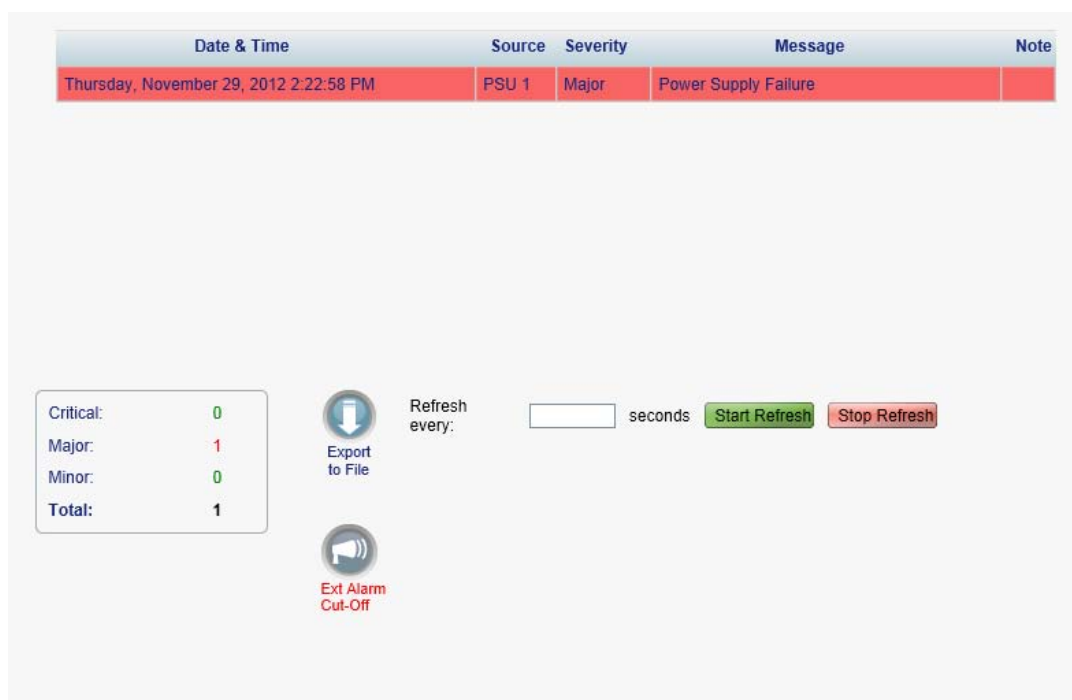 Date & Time Source Severity Message Note
Thursday, November 29, 2012 2:22:58 PM PSU 1 Major Power Supply Failure
Critical: 0
Major: 1
Minor: 0
Total: 1
Export
to File
Refresh
every:
seconds Start Refresh Stop Refresh
Ext Alarm
Cut-Off